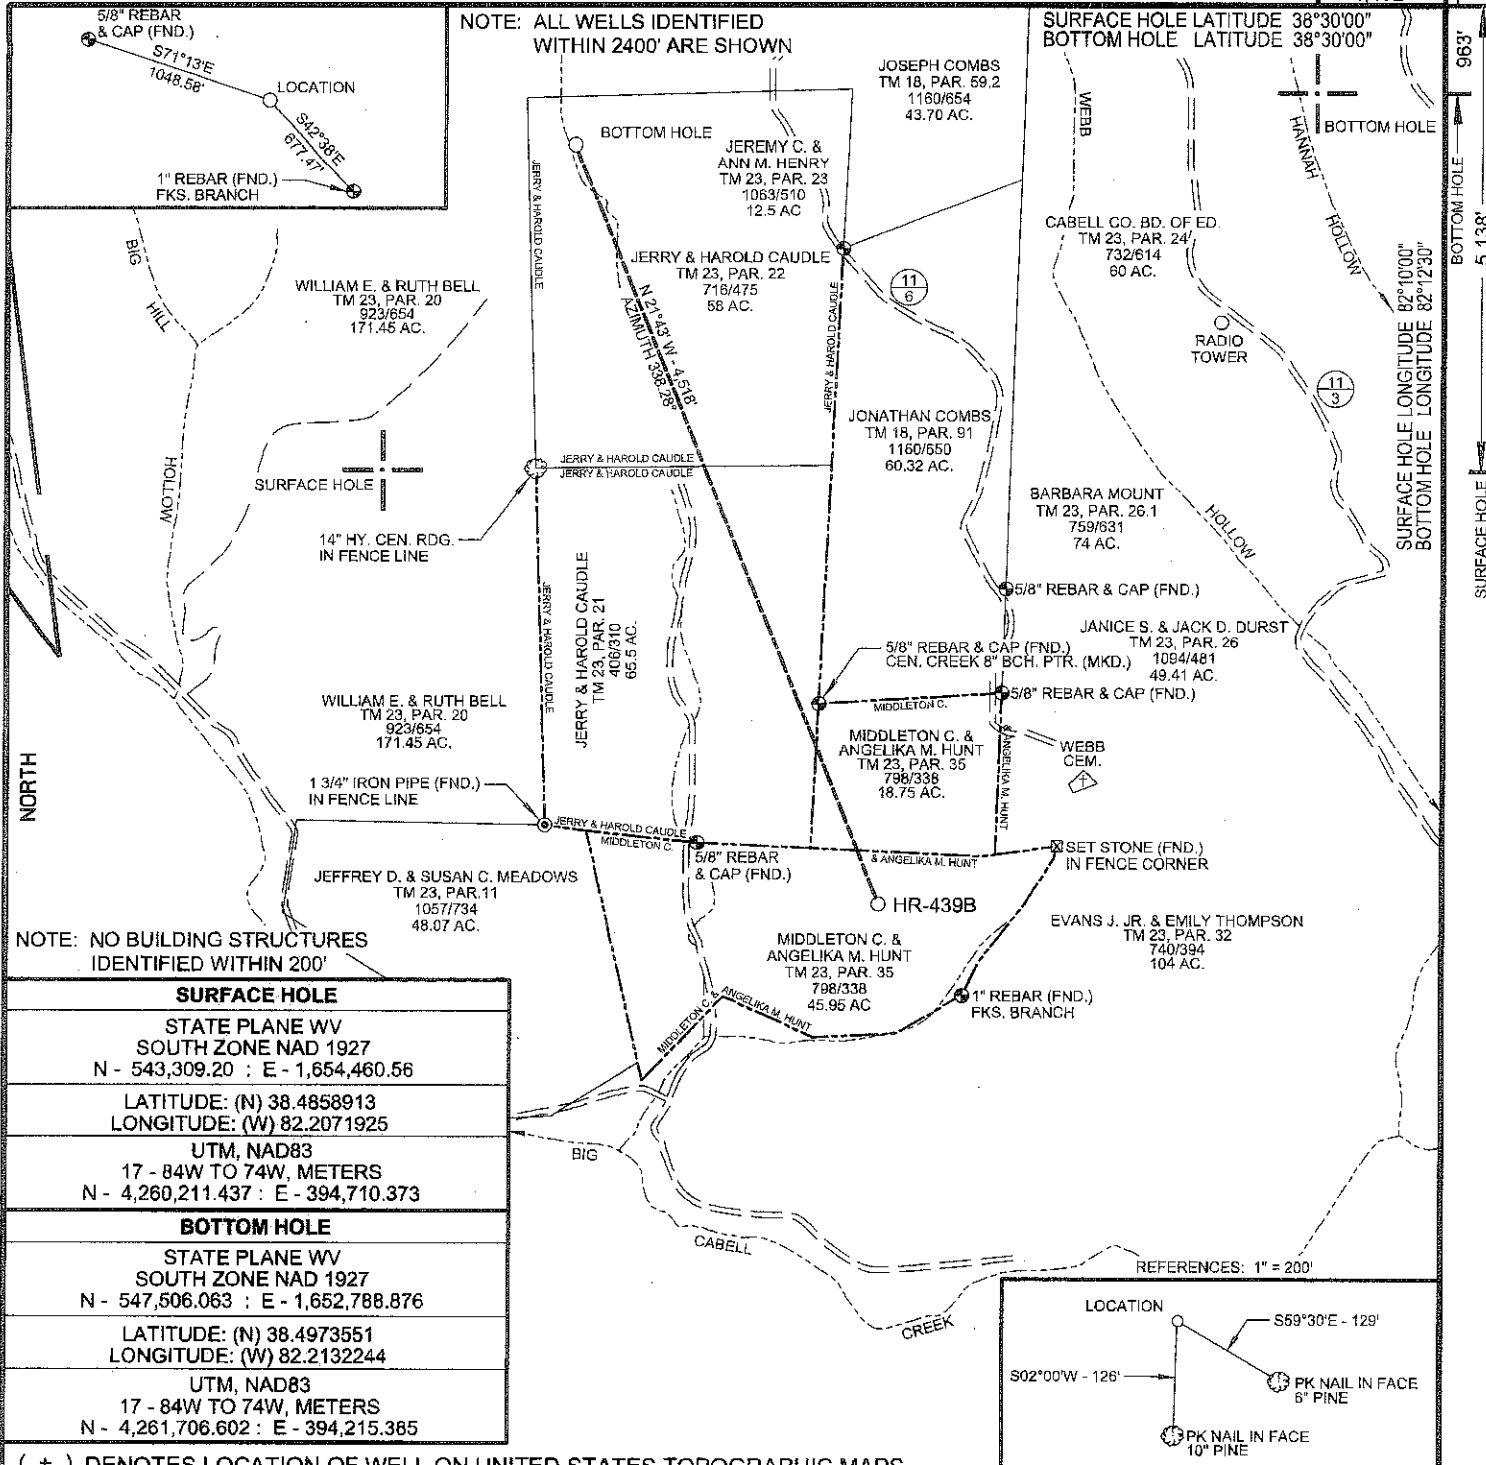 5/8" REBAR
& CAP (FND.)
S71°13'E
1048.58'
LOCATION
S42°38'E
677.47'
1" REBAR (FND.)
FKS. BRANCH
NOTE: ALL WELLS IDENTIFIED
WITHIN 2400' ARE SHOWN
SURFACE HOLE LATITUDE 38°30'00"
BOTTOM HOLE LATITUDE 38°30'00"
963'
BOTTOM HOLE
5,138'
SURFACE HOLE
SURFACE HOLE LONGITUDE 82°10'00"
BOTTOM HOLE LONGITUDE 82°12'30"
BOTTOM HOLE
JOSEPH COMBS
TM 18, PAR. 59.2
1160/654
43.70 AC.
WEBB
HANNAH
HOLLOW
BOTTOM HOLE
JEREMY C. &
ANN M. HENRY
TM 23, PAR. 23
1063/510
12.5 AC
JERRY & HAROLD CAUDLE
CABELL CO. BD. OF ED.
TM 23, PAR. 24
732/614
60 AC.
JERRY & HAROLD CAUDLE
TM 23, PAR. 22
716/475
58 AC.
11
6
BIG
HILL
HOLLOW
WILLIAM E. & RUTH BELL
TM 23, PAR. 20
923/654
171.45 AC.
N 21°43' W - 4,518'
AZIMUTH 338.28°
JERRY & HAROLD CAUDLE
RADIO
TOWER
11
3
JONATHAN COMBS
TM 18, PAR. 91
1160/650
60.32 AC.
JERRY & HAROLD CAUDLE
JERRY & HAROLD CAUDLE
SURFACE HOLE
BARBARA MOUNT
TM 23, PAR. 26.1
759/631
74 AC.
HOLLOW
14" HY. CEN. RDG.
IN FENCE LINE
JERRY & HAROLD CAUDLE
JERRY & HAROLD CAUDLE
TM 23, PAR. 21
406/310
65.5 AC.
5/8" REBAR & CAP (FND.)
JANICE S. & JACK D. DURST
TM 23, PAR. 26
1094/481
49.41 AC.
5/8" REBAR & CAP (FND.)
CEN. CREEK 8" BCH. PTR. (MKD.)
5/8" REBAR & CAP (FND.)
MIDDLETON C.
& ANGELIKA M. HUNT
WILLIAM E. & RUTH BELL
TM 23, PAR. 20
923/654
171.45 AC.
MIDDLETON C. &
ANGELIKA M. HUNT
TM 23, PAR. 35
798/338
18.75 AC.
WEBB
CEM.
NORTH
1 3/4" IRON PIPE (FND.)
IN FENCE LINE
JERRY & HAROLD CAUDLE
MIDDLETON C.
& ANGELIKA M. HUNT
5/8" REBAR
& CAP (FND.)
SET STONE (FND.)
IN FENCE CORNER
JEFFREY D. & SUSAN C. MEADOWS
TM 23, PAR.11
1057/734
48.07 AC.
HR-439B
EVANS J. JR. & EMILY THOMPSON
TM 23, PAR. 32
740/394
104 AC.
NOTE: NO BUILDING STRUCTURES
IDENTIFIED WITHIN 200'
MIDDLETON C. &
ANGELIKA M. HUNT
TM 23, PAR. 35
798/338
45.95 AC
MIDDLETON C. &
ANGELIKA M. HUNT
1" REBAR (FND.)
FKS. BRANCH
SURFACE HOLE
STATE PLANE WV
SOUTH ZONE NAD 1927
N - 543,309.20 : E - 1,654,460.56
LATITUDE: (N) 38.4858913
LONGITUDE: (W) 82.2071925
UTM, NAD83
17 - 84W TO 74W, METERS
N - 4,260,211.437 : E - 394,710.373
BOTTOM HOLE
STATE PLANE WV
SOUTH ZONE NAD 1927
N - 547,506.063 : E - 1,652,788.876
LATITUDE: (N) 38.4973551
LONGITUDE: (W) 82.2132244
UTM, NAD83
17 - 84W TO 74W, METERS
N - 4,261,706.602 : E - 394,215.385
BIG
CABELL
CREEK
REFERENCES: 1" = 200'
LOCATION
S59°30'E - 129'
S02°00'W - 126'
PK NAIL IN FACE
6" PINE
PK NAIL IN FACE
10" PINE
( + ) DENOTES LOCATION OF WELL ON UNITED STATES TOPOGRAPHIC MAPS